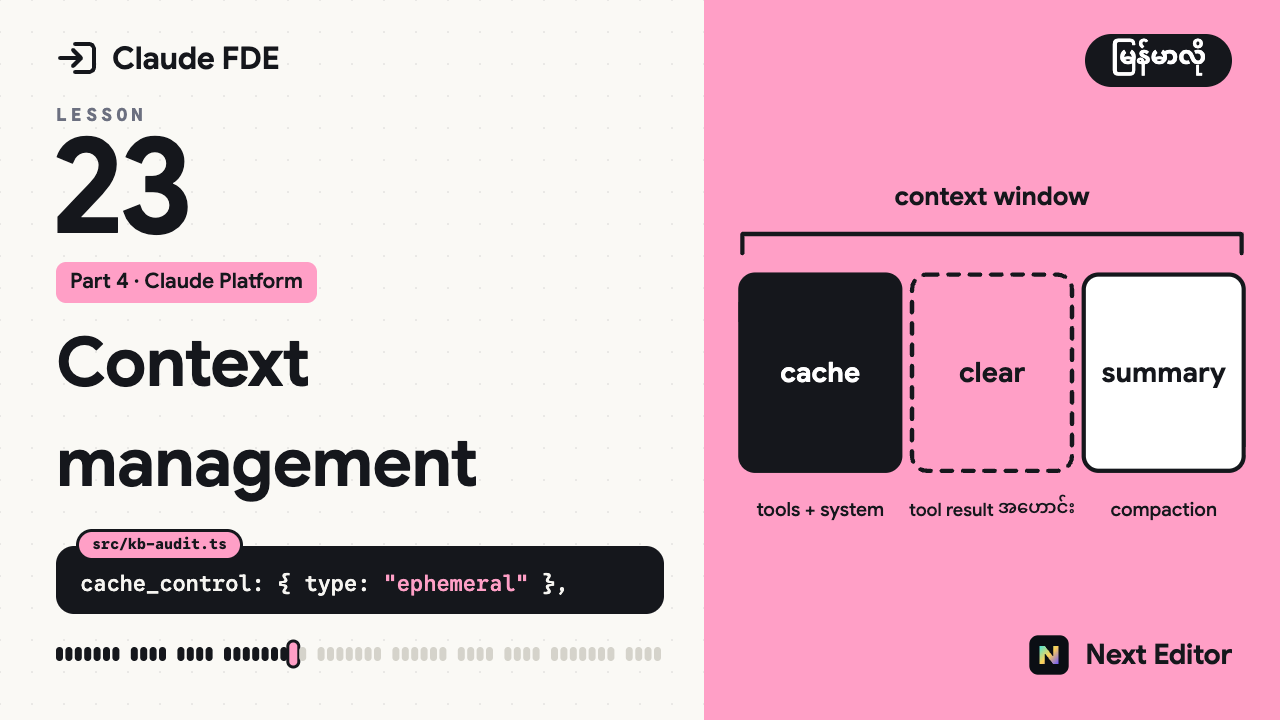 Claude FDE
LESSON
23
Part 4 · Claude Platform
Context
management
src/kb-audit.ts
cache_control: { type: "ephemeral" },
မြန်မာလို
context window
cache
clear
summary
tools + system
tool result အဟောင်း
compaction
N
Next Editor